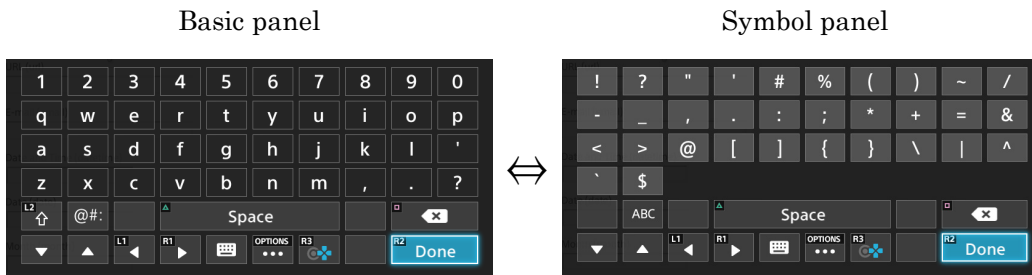 Basic panel
1 2 3 4 5 6 7 8 9 0
q w e r t y u i o p
a s d f g h j k l '
z x c v b n m , . ?
L2 @#: Space
L1 R1 OPTIONS R3 R2 Done
Symbol panel
! ? " ' # % ( ) ~ /
- _ , . : ; * + = &
< > @ [ ] { } \ | ^
` $
ABC Space
L1 R1 OPTIONS R3 R2 Done